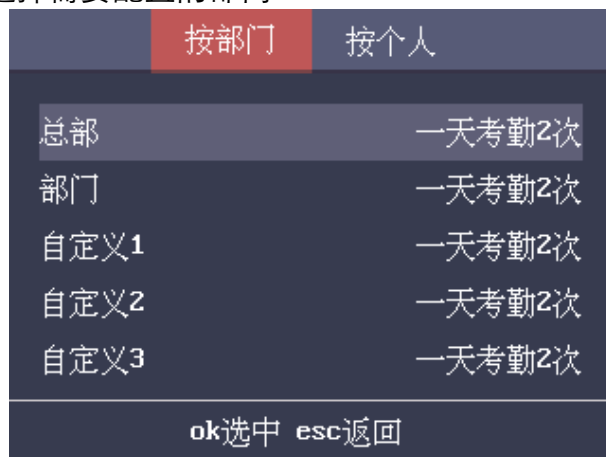 按部门 按个人
总部 一天考勤2次
部门 一天考勤2次
自定义1 一天考勤2次
自定义2 一天考勤2次
自定义3 一天考勤2次
ok选中 esc返回